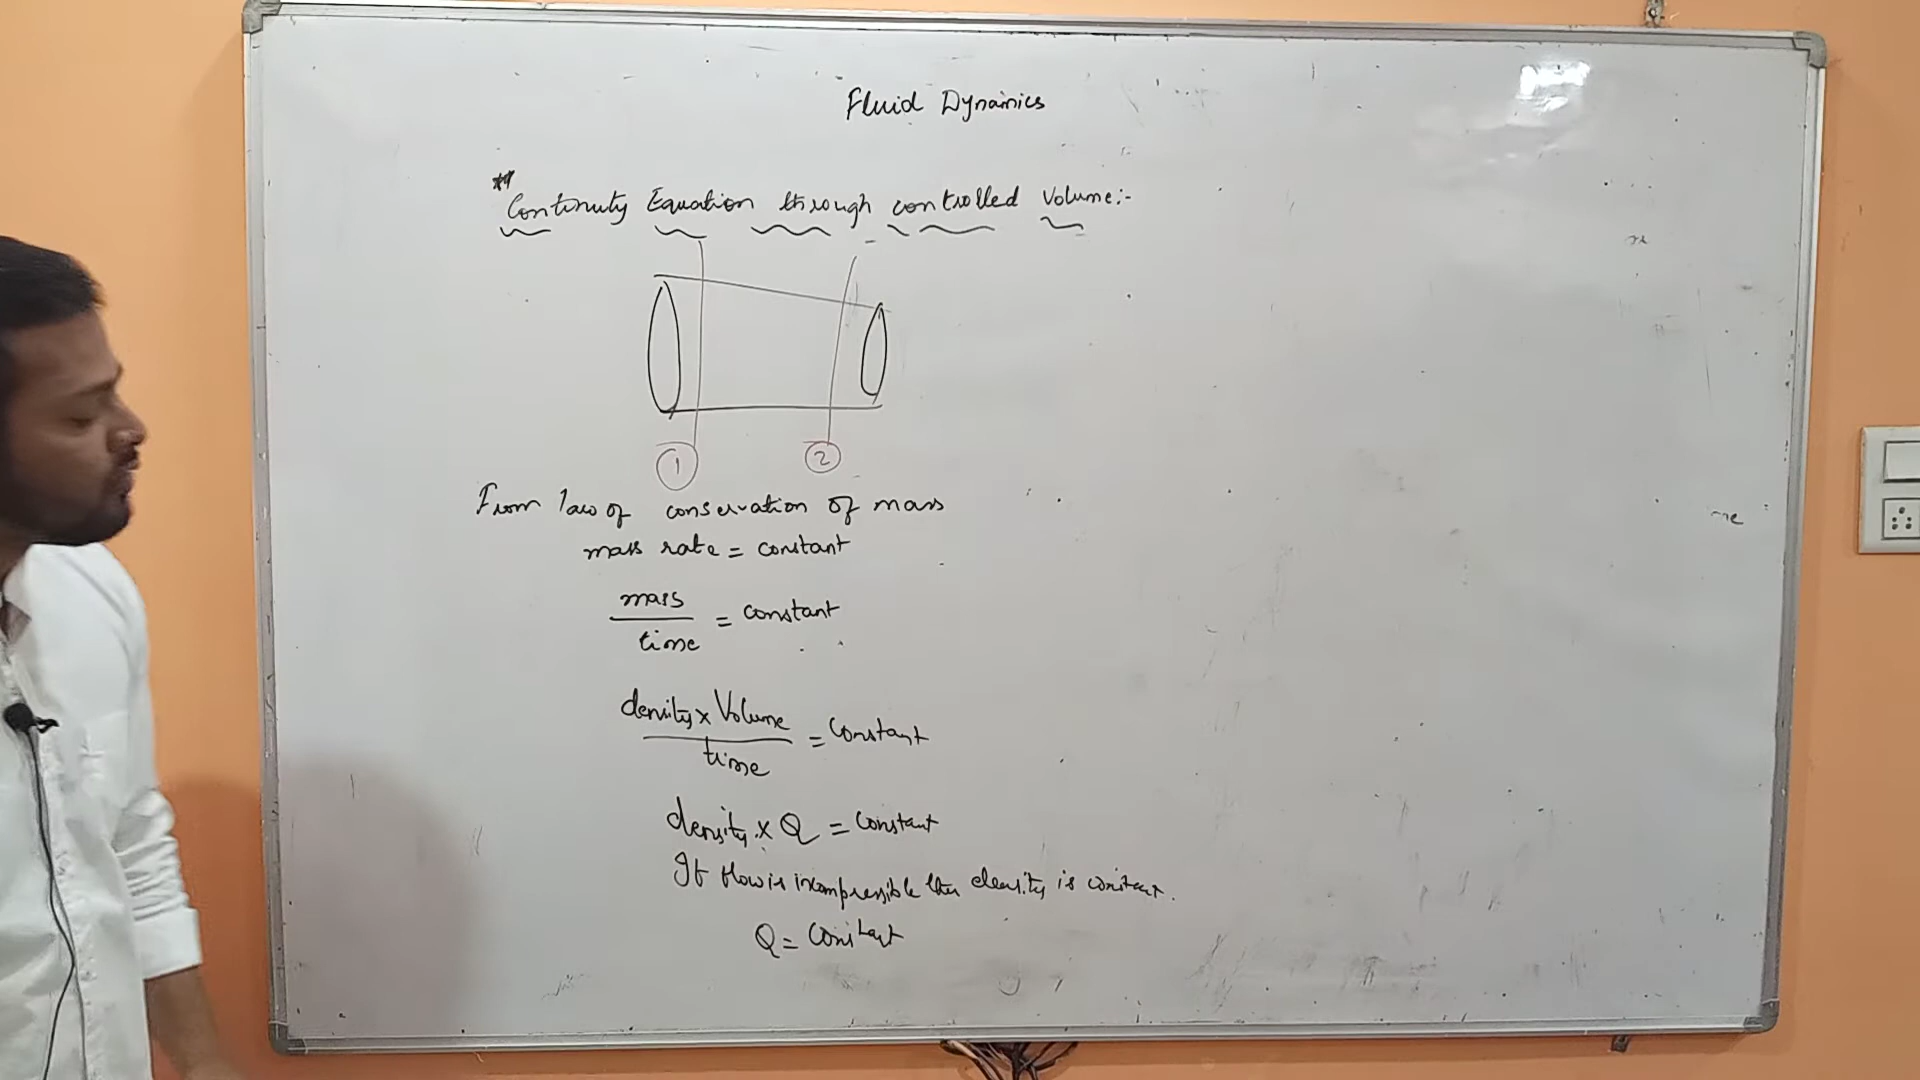 Fluid Dynamics
** Continuity Equation through controlled Volume:-
1 2
From law of conservation of mass
mass rate = constant
mass
time
= constant
density x Volume
time
= constant
density x Q = constant
If flow is incompressible then density is constant.
Q = constant